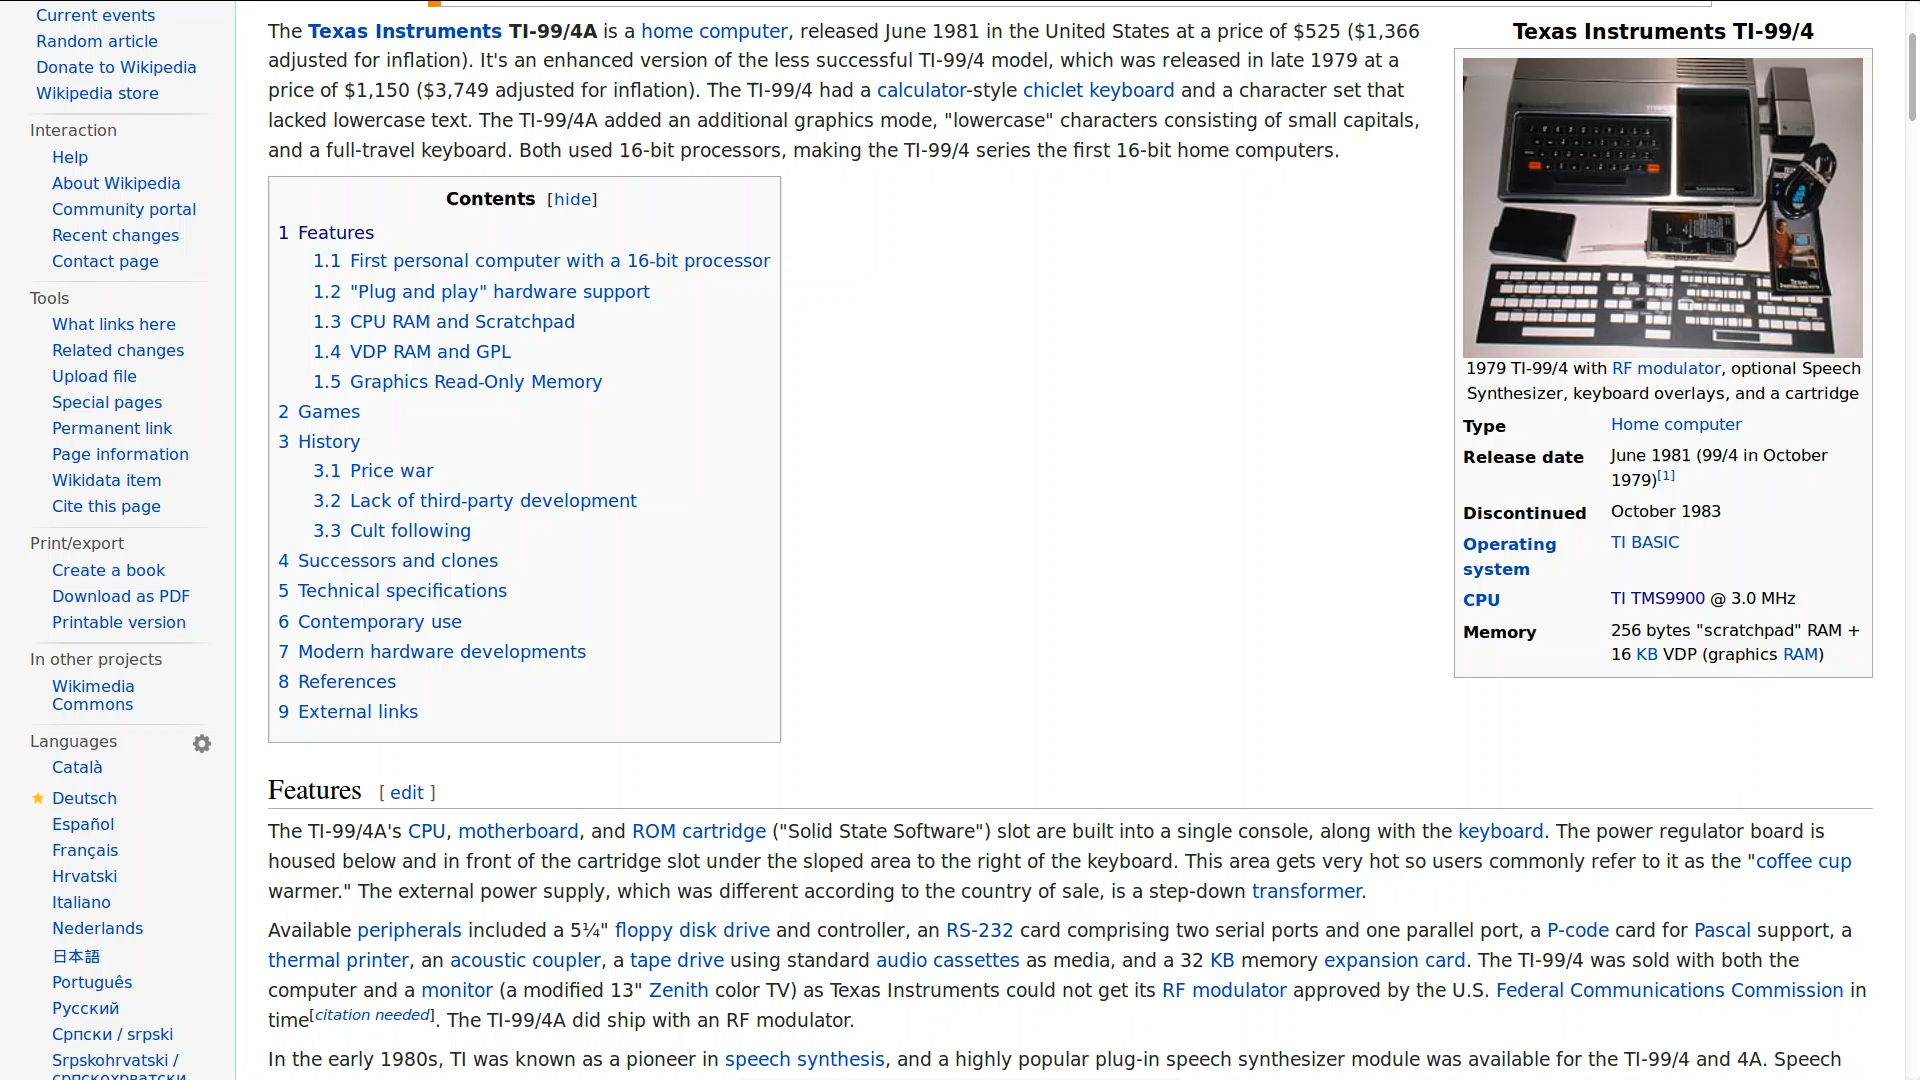 Current events
Random article
Donate to Wikipedia
Wikipedia store
Interaction
Help
About Wikipedia
Community portal
Recent changes
Contact page
Tools
What links here
Related changes
Upload file
Special pages
Permanent link
Page information
Wikidata item
Cite this page
Print/export
Create a book
Download as PDF
Printable version
In other projects
Wikimedia
Commons
Languages
Català
Deutsch
Español
Français
Hrvatski
Italiano
Nederlands
日本語
Português
Русский
Српски / srpski
Srpskohrvatski /
српскохрватски
The Texas Instruments TI-99/4A is a home computer, released June 1981 in the United States at a price of $525 ($1,366
adjusted for inflation). It's an enhanced version of the less successful TI-99/4 model, which was released in late 1979 at a
price of $1,150 ($3,749 adjusted for inflation). The TI-99/4 had a calculator-style chiclet keyboard and a character set that
lacked lowercase text. The TI-99/4A added an additional graphics mode, "lowercase" characters consisting of small capitals,
and a full-travel keyboard. Both used 16-bit processors, making the TI-99/4 series the first 16-bit home computers.
Contents [hide]
1 Features
1.1 First personal computer with a 16-bit processor
1.2 "Plug and play" hardware support
1.3 CPU RAM and Scratchpad
1.4 VDP RAM and GPL
1.5 Graphics Read-Only Memory
2 Games
3 History
3.1 Price war
3.2 Lack of third-party development
3.3 Cult following
4 Successors and clones
5 Technical specifications
6 Contemporary use
7 Modern hardware developments
8 References
9 External links
Texas Instruments TI-99/4
1979 TI-99/4 with RF modulator, optional Speech
Synthesizer, keyboard overlays, and a cartridge
Type Home computer
Release date June 1981 (99/4 in October
1979)[1]
Discontinued October 1983
Operating TI BASIC
system
CPU TI TMS9900 @ 3.0 MHz
Memory 256 bytes "scratchpad" RAM +
16 KB VDP (graphics RAM)
Features [ edit ]
The TI-99/4A's CPU, motherboard, and ROM cartridge ("Solid State Software") slot are built into a single console, along with the keyboard. The power regulator board is
housed below and in front of the cartridge slot under the sloped area to the right of the keyboard. This area gets very hot so users commonly refer to it as the "coffee cup
warmer." The external power supply, which was different according to the country of sale, is a step-down transformer.
Available peripherals included a 5¼" floppy disk drive and controller, an RS-232 card comprising two serial ports and one parallel port, a P-code card for Pascal support, a
thermal printer, an acoustic coupler, a tape drive using standard audio cassettes as media, and a 32 KB memory expansion card. The TI-99/4 was sold with both the
computer and a monitor (a modified 13" Zenith color TV) as Texas Instruments could not get its RF modulator approved by the U.S. Federal Communications Commission in
time[citation needed]. The TI-99/4A did ship with an RF modulator.
In the early 1980s, TI was known as a pioneer in speech synthesis, and a highly popular plug-in speech synthesizer module was available for the TI-99/4 and 4A. Speech